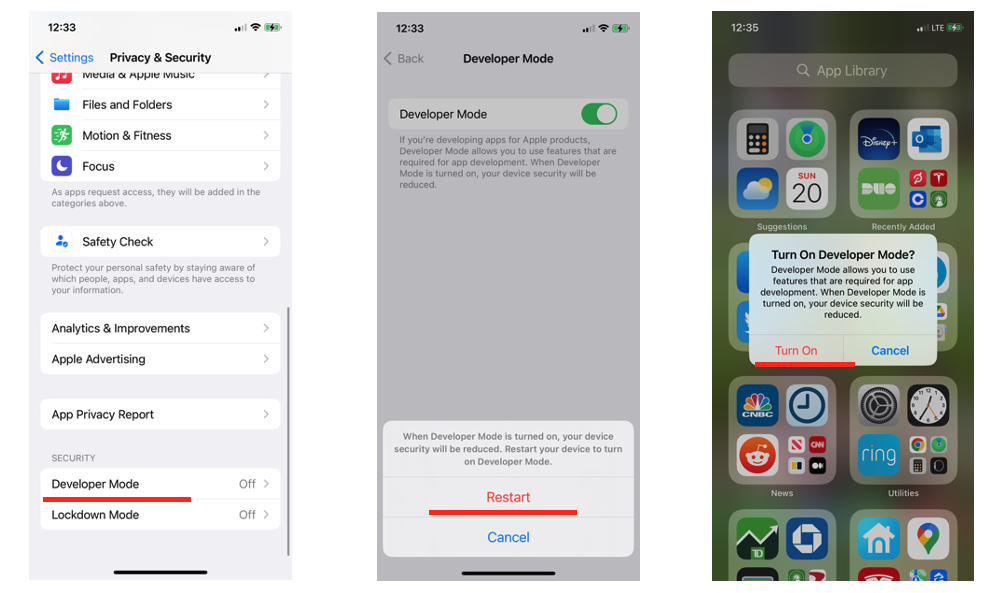 12:33
Settings
Privacy & Security
Media & Apple Music
Files and Folders
Motion & Fitness
Focus
As apps request access, they will be added in the
categories above.
Safety Check
Protect your personal safety by staying aware of
which people, apps, and devices have access to
your information.
Analytics & Improvements
Apple Advertising
App Privacy Report
SECURITY
Developer Mode Off
Lockdown Mode Off
12:33
Back
Developer Mode
Developer Mode
If you're developing apps for Apple products,
Developer Mode allows you to use features that are
required for app development. When Developer
Mode is turned on, your device security will be
reduced.
When Developer Mode is turned on, your device
security will be reduced. Restart your device to turn
on Developer Mode.
Restart
Cancel
12:35
LTE
App Library
SUN
20
Disney+
DUO
Suggestions
Recently Added
Turn On Developer Mode?
Developer Mode allows you to use
features that are required for app
development. When Developer Mode is
turned on, your device security will be
reduced.
Turn On
Cancel
CNBC
CNN
ring
News
Utilities
TD